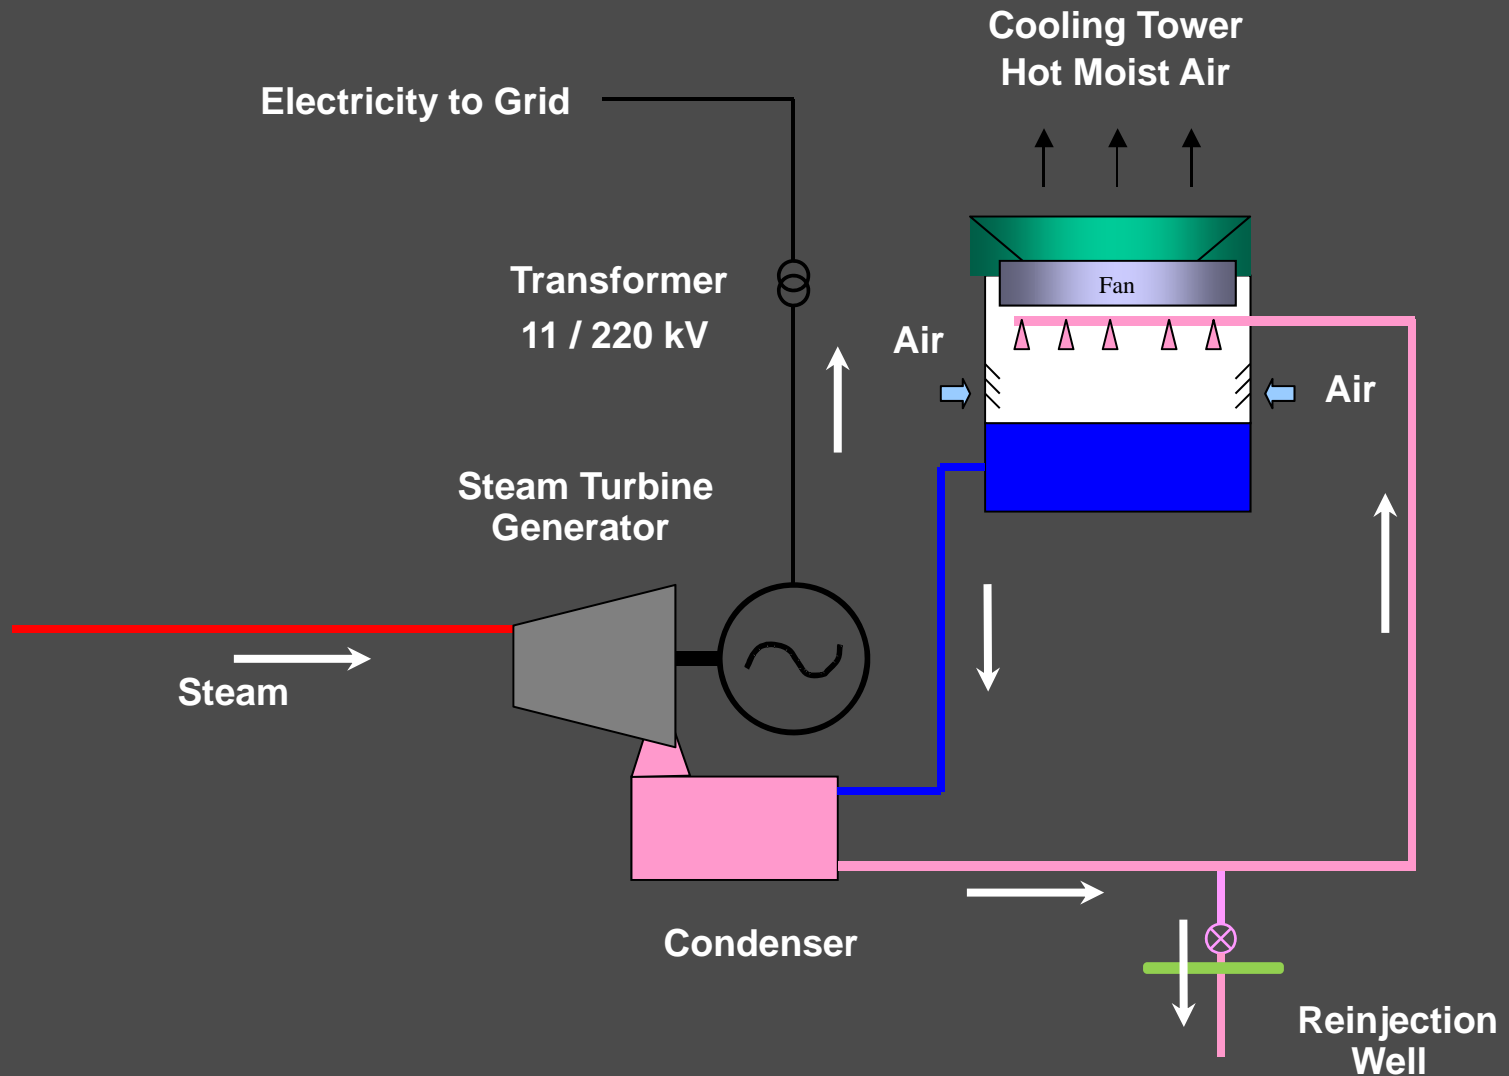 Cooling Tower
Hot Moist Air
Electricity to Grid
Transformer
11 / 220 kV
Fan
Air
Air
Steam Turbine
Generator
Steam
Condenser
Reinjection
Well